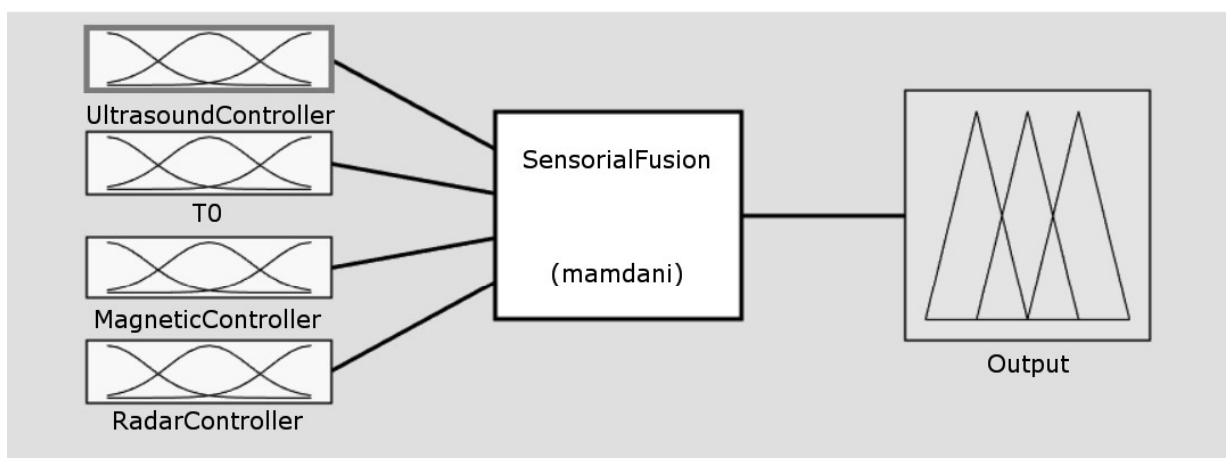 UltrasoundController
T0
MagneticController
RadarController
SensorialFusion
(mamdani)
Output